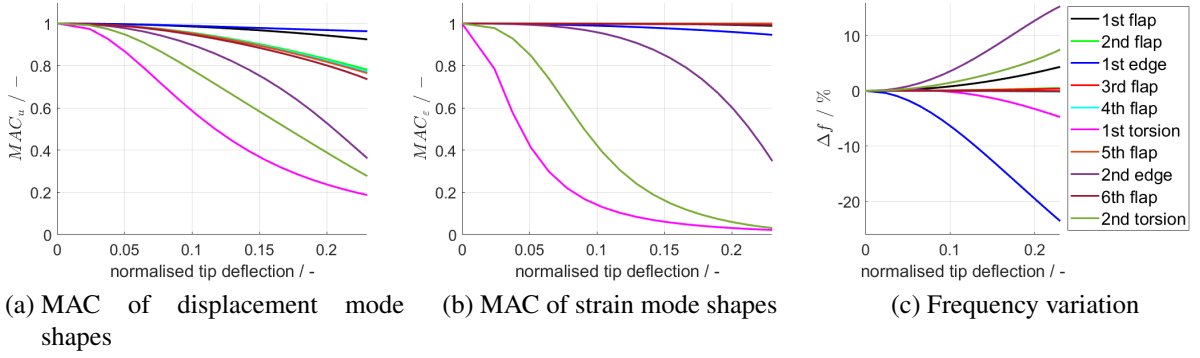 1
0.8
0.6
0.4
0.2
0
MAC_u / −
0
0.05
0.1
0.15
0.2
normalised tip deflection / -
1
0.8
0.6
0.4
0.2
0
MAC_ε / −
0
0.05
0.1
0.15
0.2
normalised tip deflection / -
10
0
-10
-20
Δf / %
0
0.1
0.2
normalised tip deflection / -
1st flap
2nd flap
1st edge
3rd flap
4th flap
1st torsion
5th flap
2nd edge
6th flap
2nd torsion
(a) MAC of displacement mode
shapes
(b) MAC of strain mode shapes
(c) Frequency variation